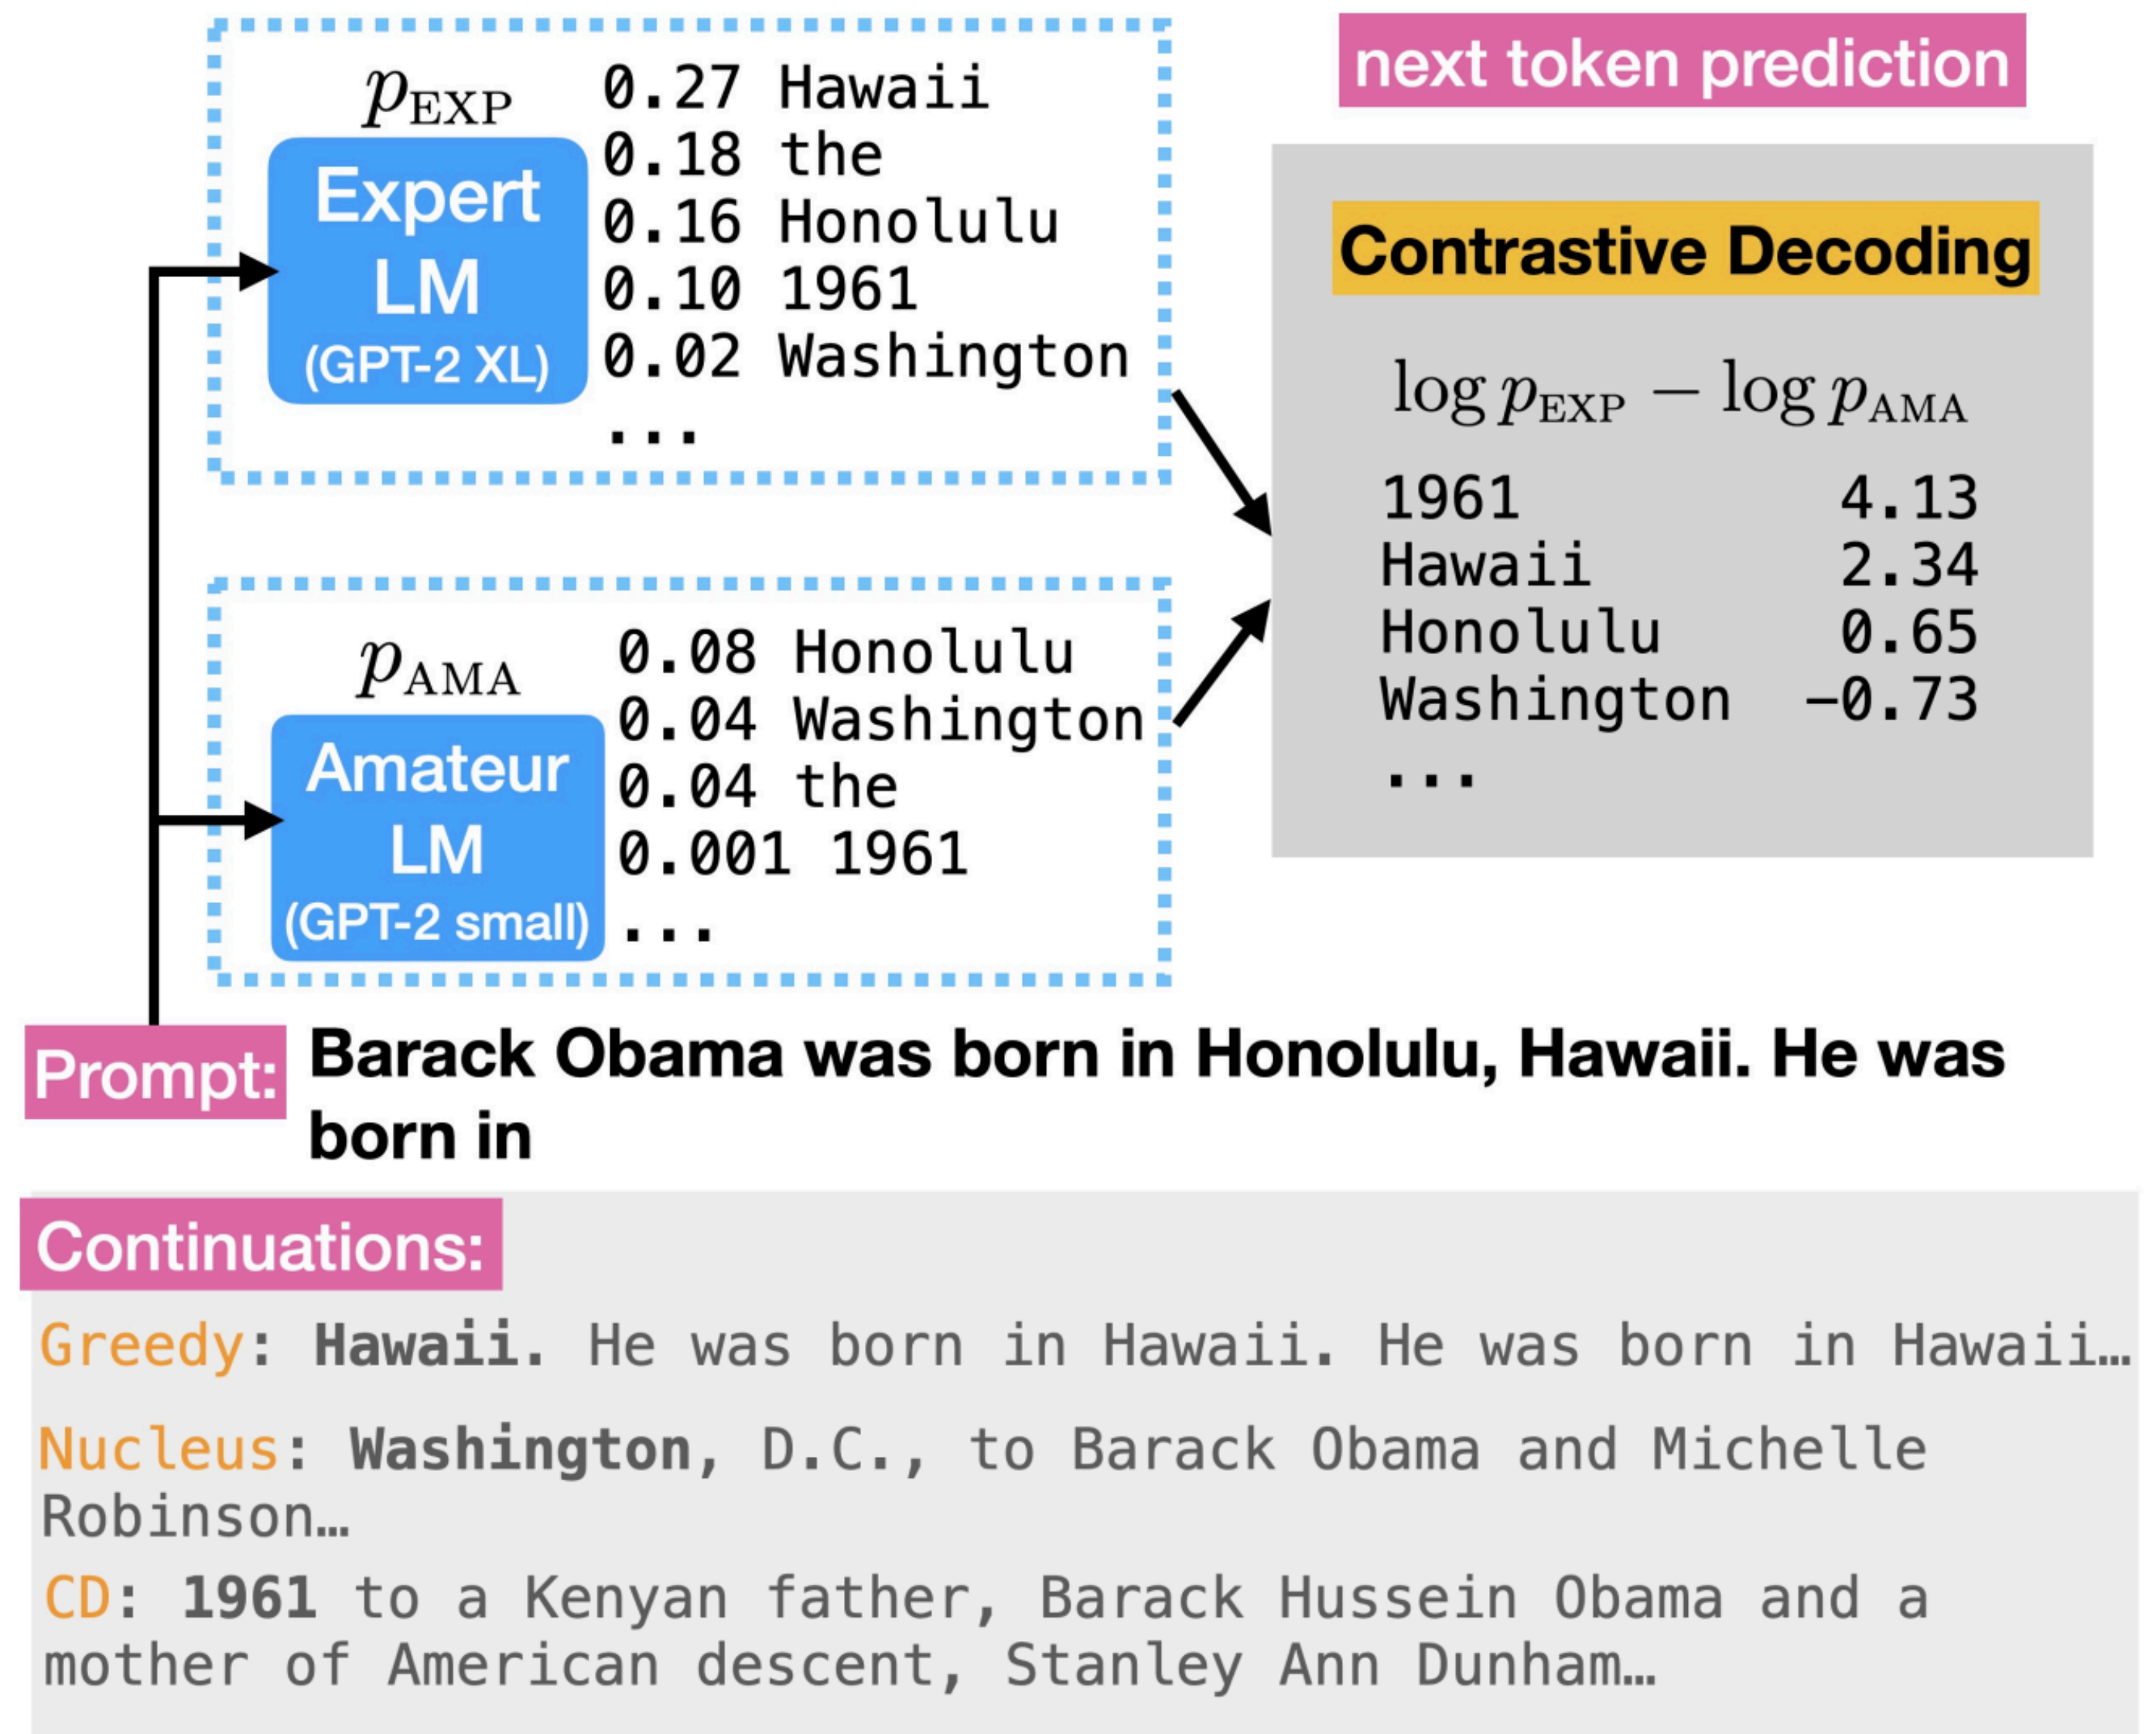 p_EXP
Expert
LM
(GPT-2 XL)
0.27 Hawaii
0.18 the
0.16 Honolulu
0.10 1961
0.02 Washington
...
p_AMA
Amateur
LM
(GPT-2 small)
0.08 Honolulu
0.04 Washington
0.04 the
0.001 1961
...
next token prediction
Contrastive Decoding
log p_EXP − log p_AMA
1961 4.13
Hawaii 2.34
Honolulu 0.65
Washington −0.73
...
Prompt: Barack Obama was born in Honolulu, Hawaii. He was
born in
Continuations:
Greedy: Hawaii. He was born in Hawaii. He was born in Hawaii…
Nucleus: Washington, D.C., to Barack Obama and Michelle
Robinson…
CD: 1961 to a Kenyan father, Barack Hussein Obama and a
mother of American descent, Stanley Ann Dunham…